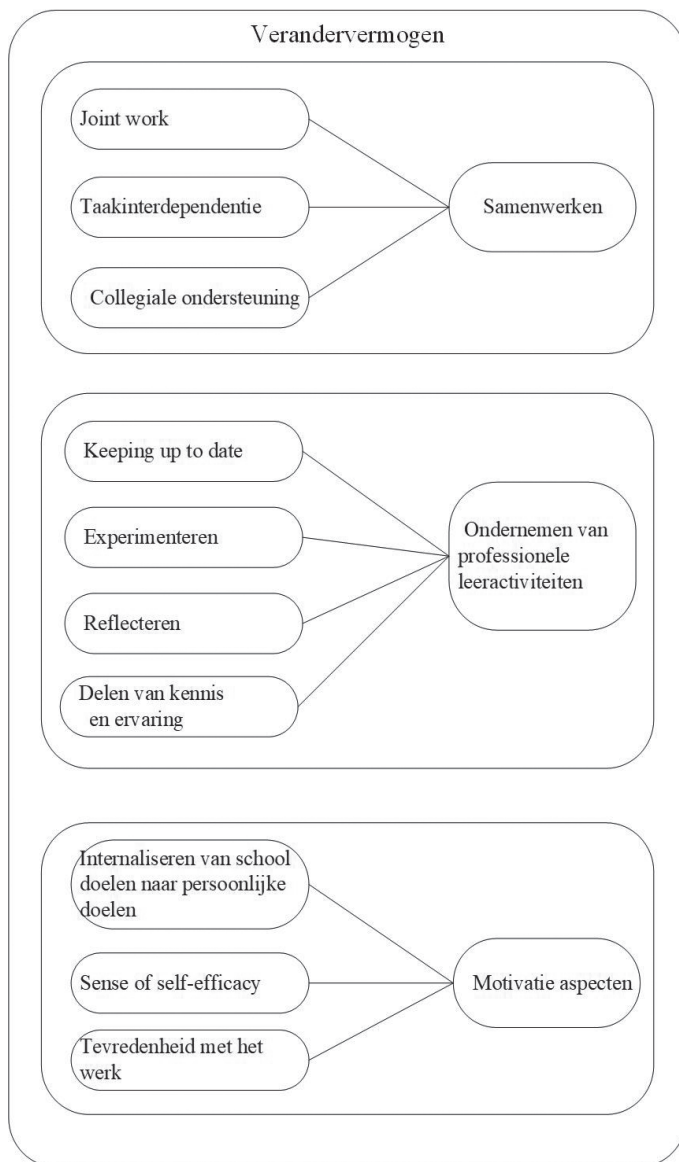 Verandervermogen
Joint work
Taakinterdependentie
Samenwerken
Collegiale ondersteuning
Keeping up to date
Experimenteren
Ondernemen van
professionele
leeractiviteiten
Reflecteren
Delen van kennis
en ervaring
Internaliseren van school
doelen naar persoonlijke
doelen
Sense of self-efficacy
Motivatie aspecten
Tevredenheid met het
werk